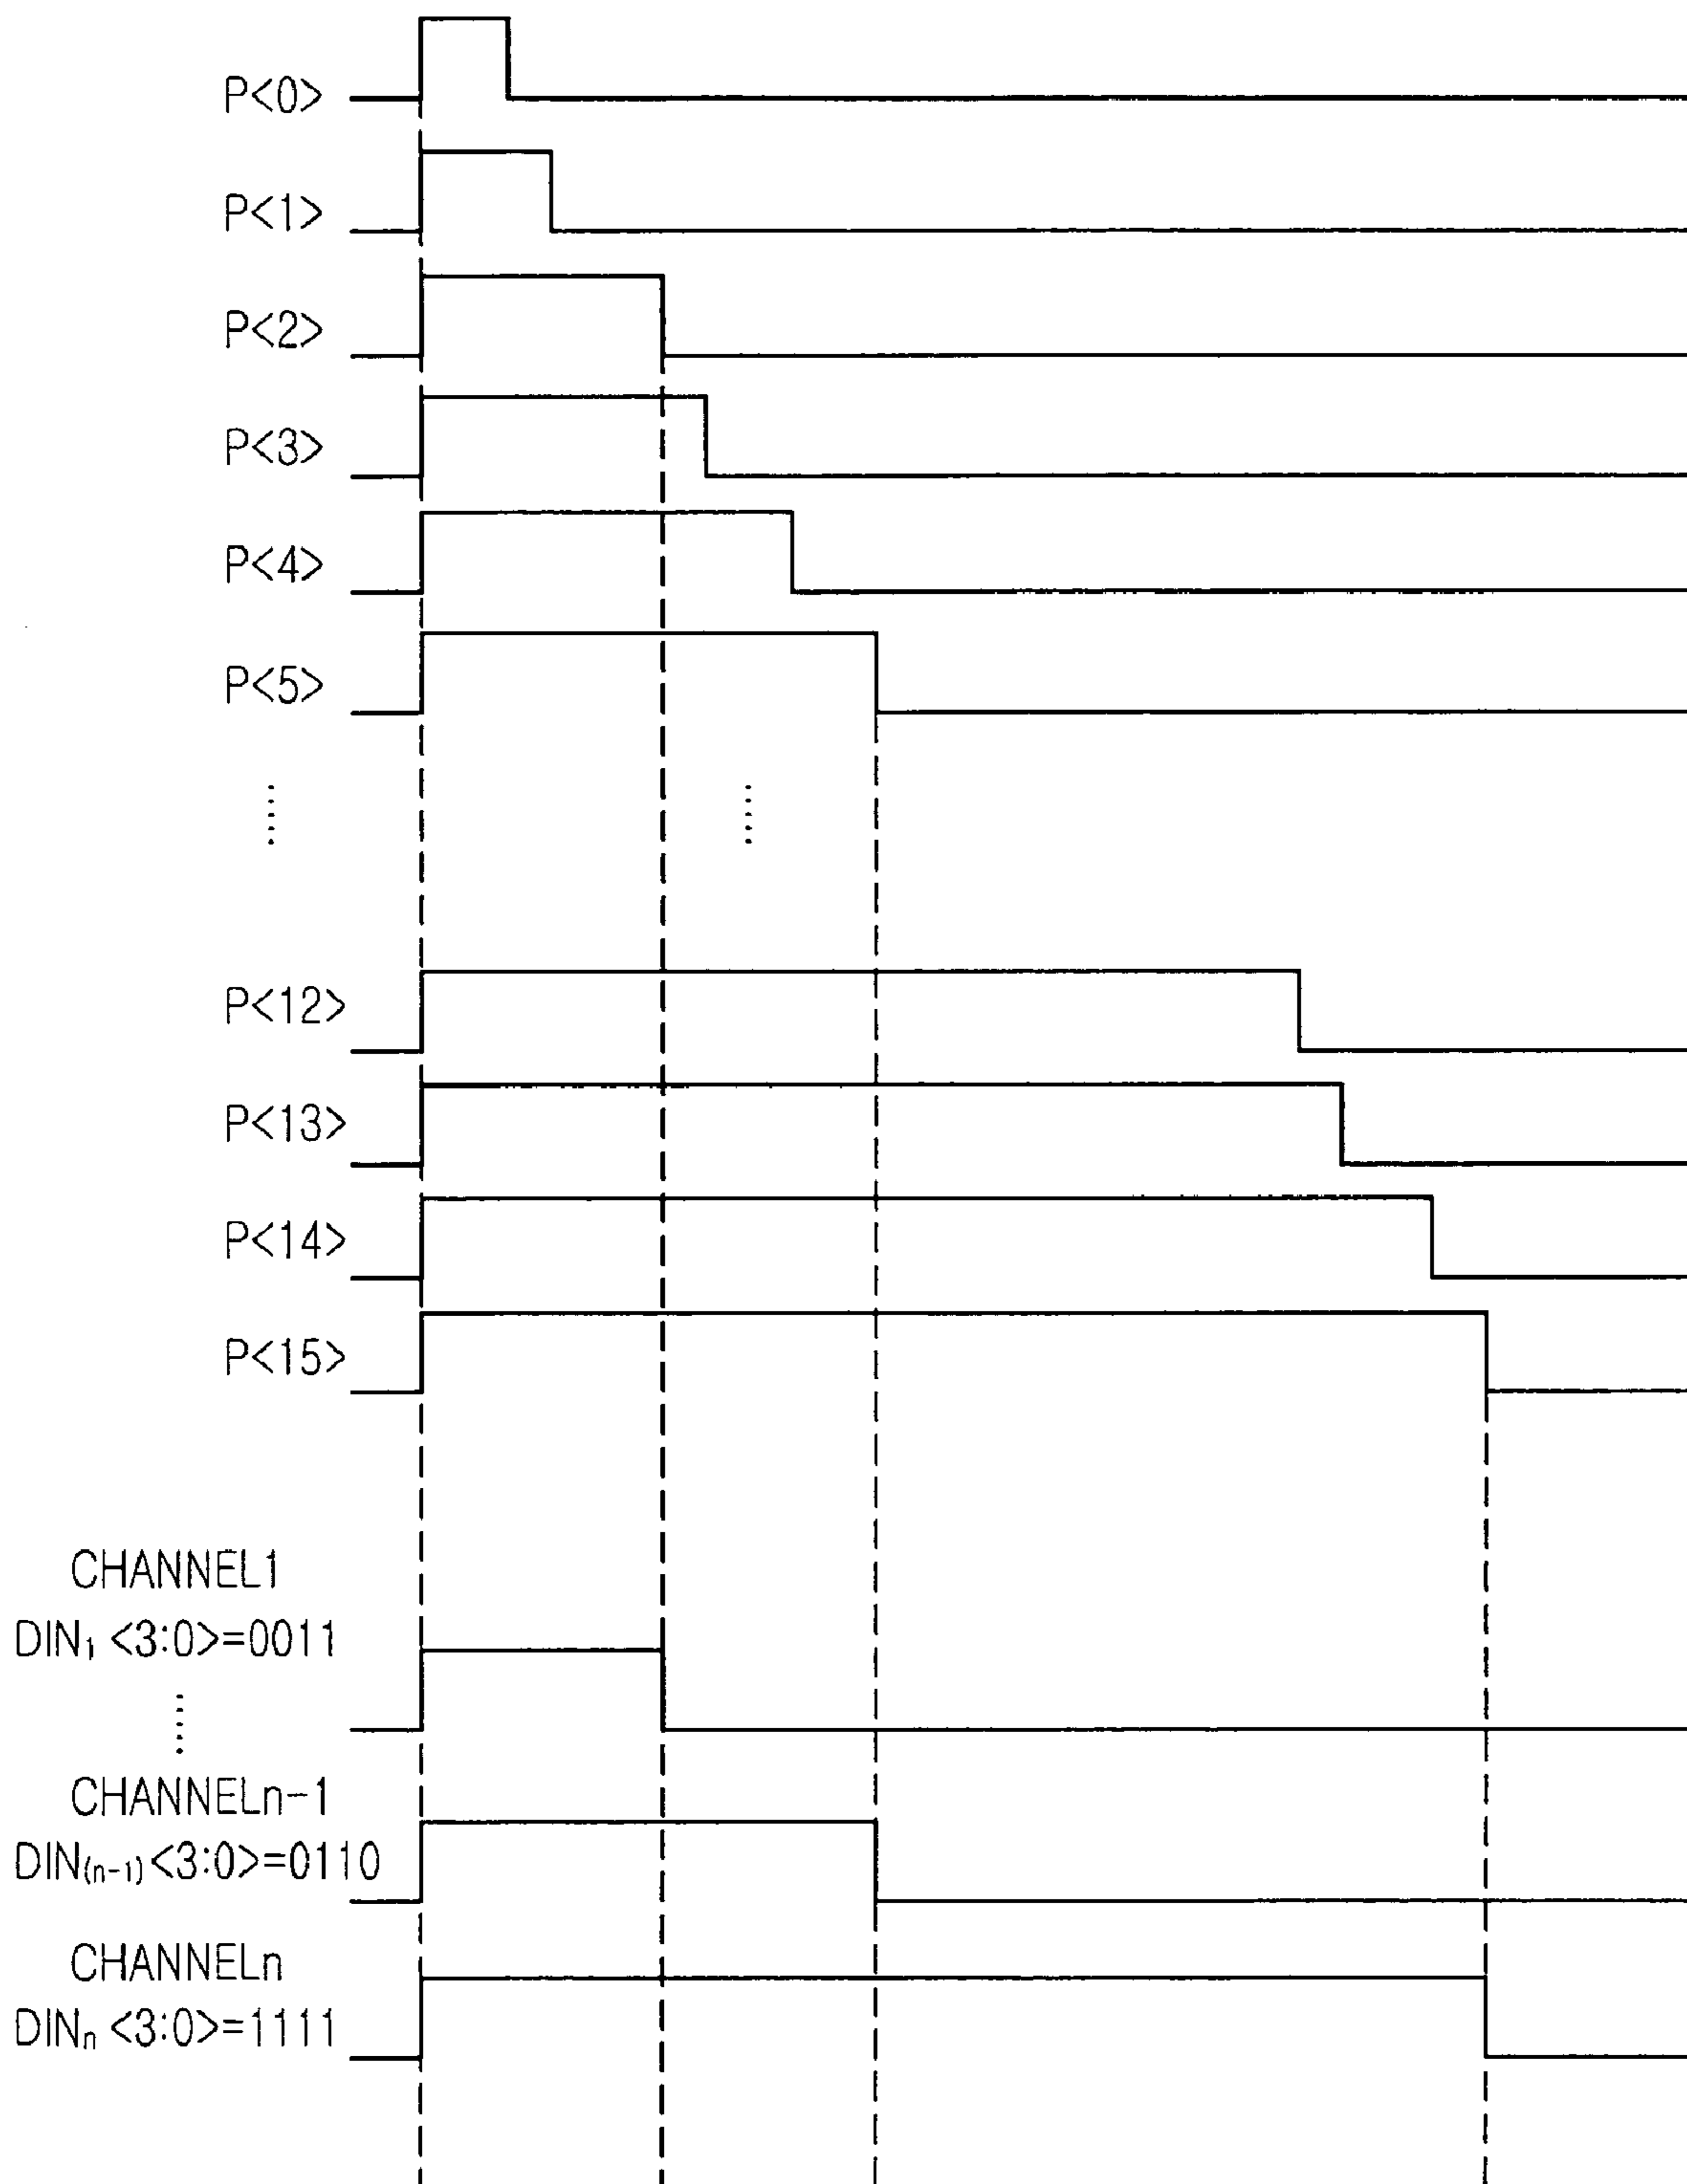 P<0>
P<1>
P<2>
P<3>
P<4>
P<5>
P<12>
P<13>
P<14>
P<15>
CHANNEL1
DIN₁ <3:0>=0011
CHANNELn-1
DIN₍ₙ₋₁₎<3:0>=0110
CHANNELn
DINₙ <3:0>=1111